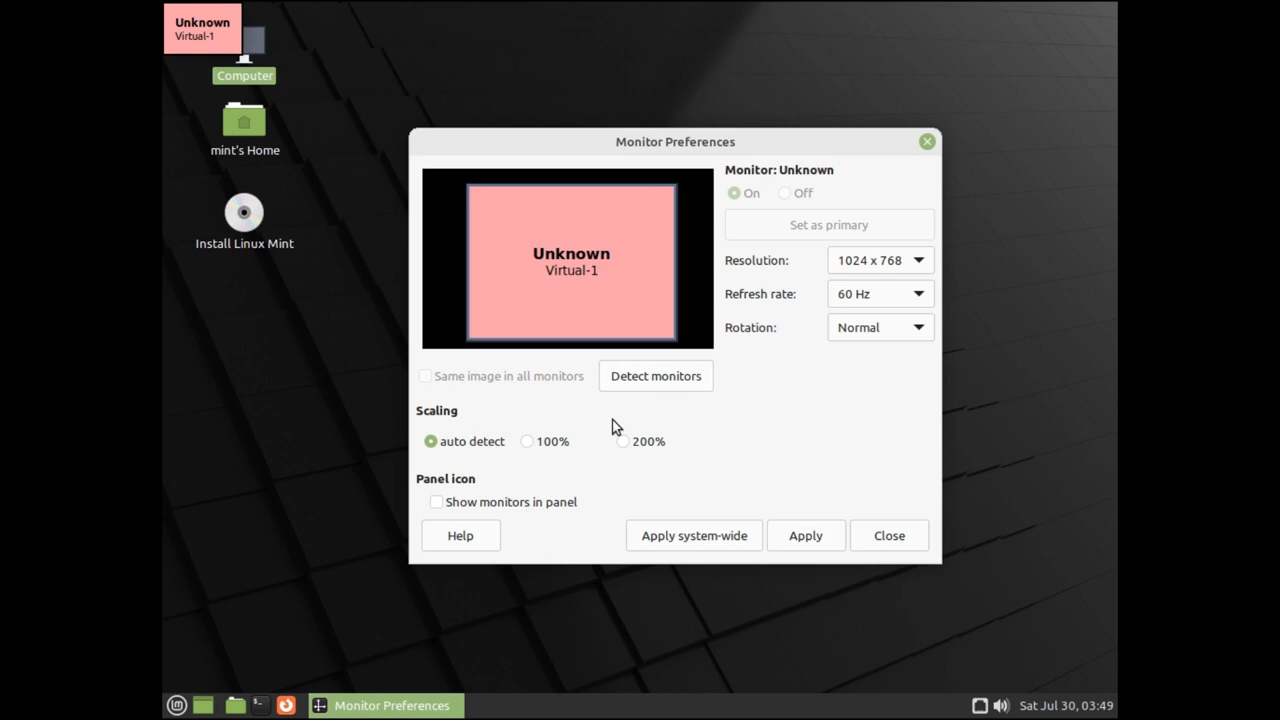 Unknown
Virtual-1
Computer
mint's Home
Install Linux Mint
Monitor Preferences
Unknown
Virtual-1
Monitor: Unknown
On Off
Set as primary
Resolution: 1024 x 768
Refresh rate: 60 Hz
Rotation: Normal
Same image in all monitors Detect monitors
Scaling
auto detect 100% 200%
Panel icon
Show monitors in panel
Help Apply system-wide Apply Close
Monitor Preferences Sat Jul 30, 03:49